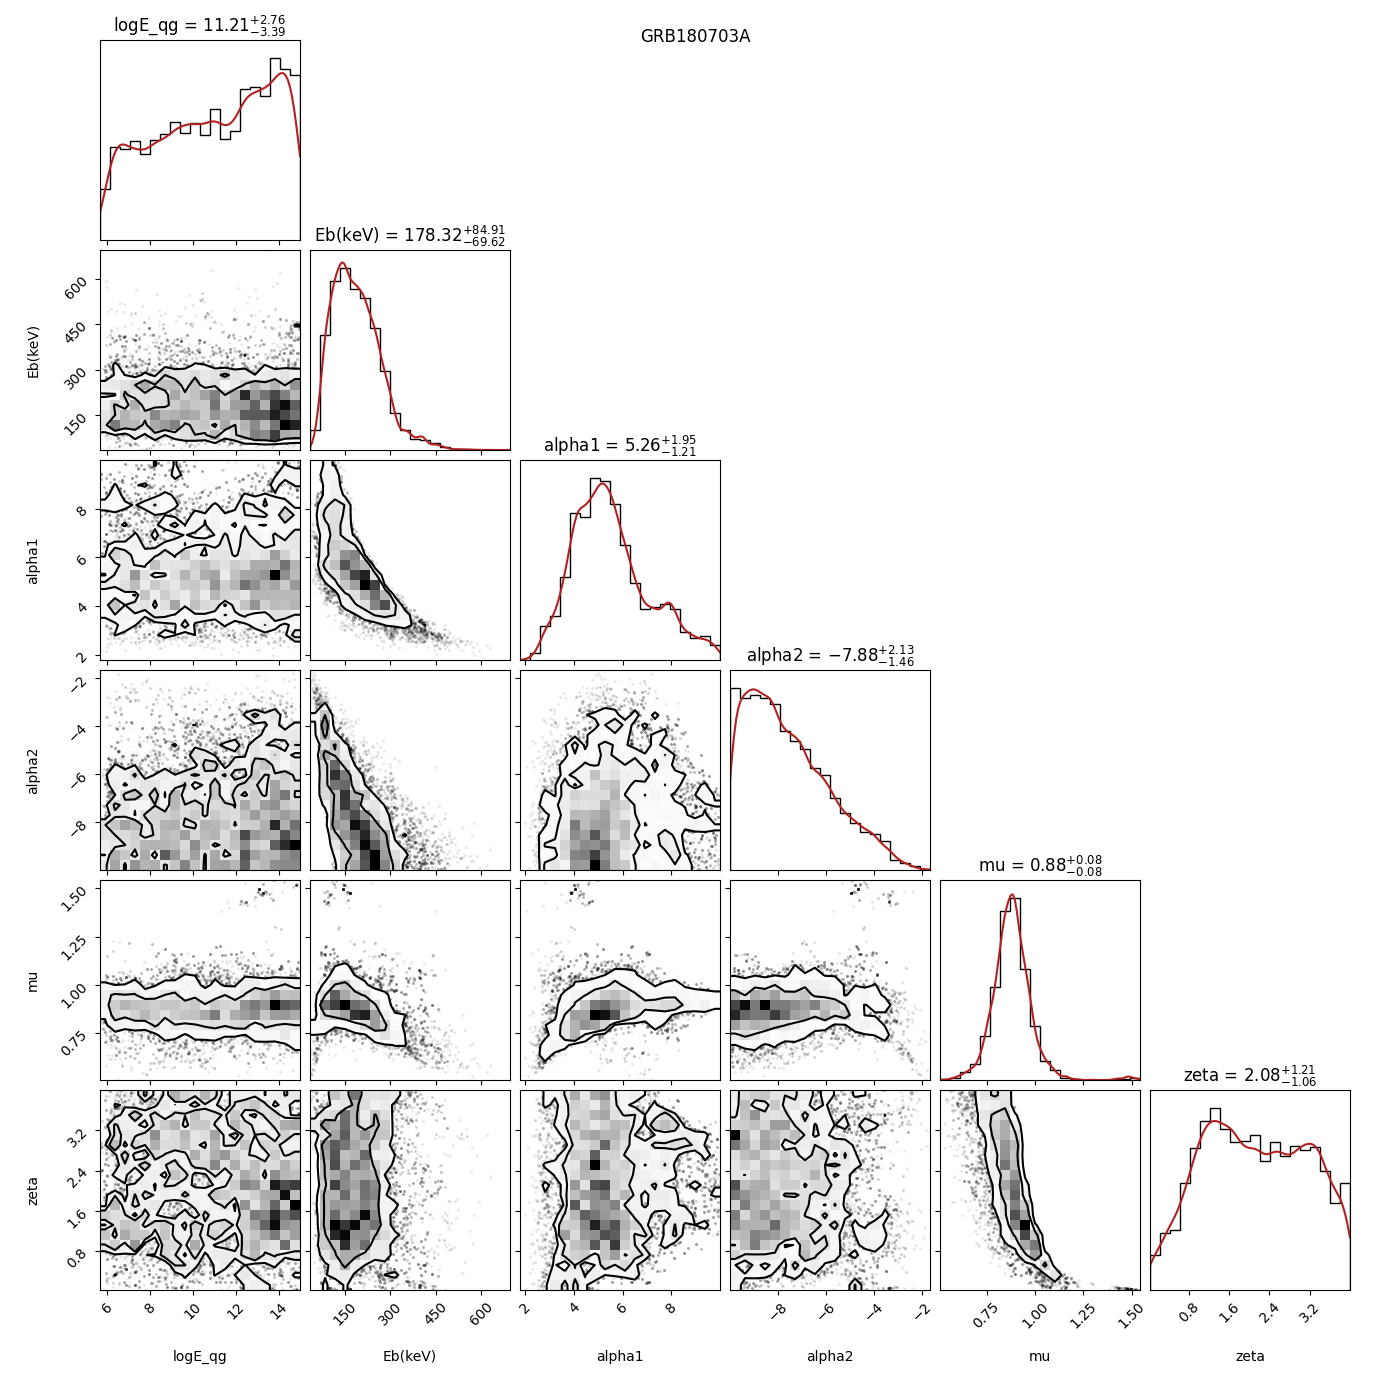 logE_qg = 11.21+2.76 −3.39
GRB180703A
Eb(keV) = 178.32+84.91 −69.62
600
450
300
150
Eb(keV)
alpha1 = 5.26+1.95 −1.21
8
6
4
2
alpha1
alpha2 = −7.88+2.13 −1.46
−2
−4
−6
−8
alpha2
mu = 0.88+0.08 −0.08
1.50
1.25
1.00
0.75
mu
zeta = 2.08+1.21 −1.06
3.2
2.4
1.6
0.8
zeta
6 8 10 12 14 150 300 450 600 2 4 6 8 −8 −6 −4 −2 0.75 1.00 1.25 1.50 0.8 1.6 2.4 3.2
logE_qg Eb(keV) alpha1 alpha2 mu zeta